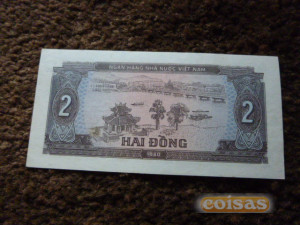 NGÂN HÀNG NHÀ NƯỚC VIỆT NAM
2 2
HAI ĐỒNG
1980
coisas